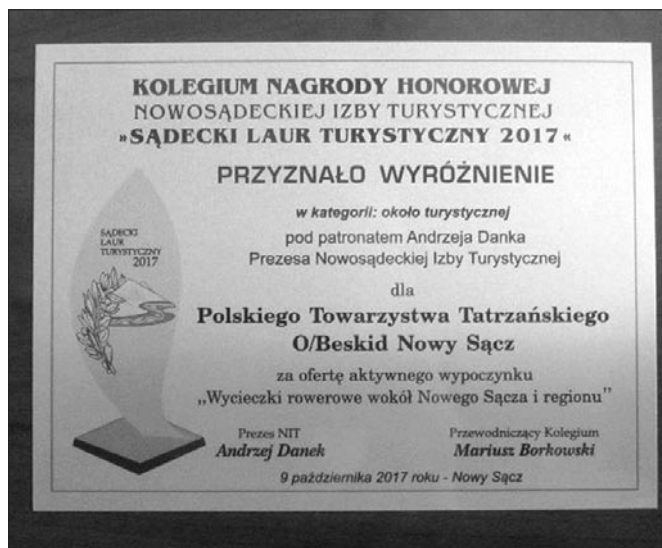 KOLEGIUM NAGRODY HONOROWEJ
NOWOSĄDECKIEJ IZBY TURYSTYCZNEJ
»SĄDECKI LAUR TURYSTYCZNY 2017«
PRZYZNAŁO WYRÓŻNIENIE
w kategorii: około turystycznej
pod patronatem Andrzeja Danka
Prezesa Nowosądeckiej Izby Turystycznej
SĄDECKI
LAUR
TURYSTYCZNY
2017
dla
Polskiego Towarzystwa Tatrzańskiego
O/Beskid Nowy Sącz
za ofertę aktywnego wypoczynku
„Wycieczki rowerowe wokół Nowego Sącza i regionu”
Prezes NIT
Andrzej Danek
Przewodniczący Kolegium
Mariusz Borkowski
9 października 2017 roku - Nowy Sącz